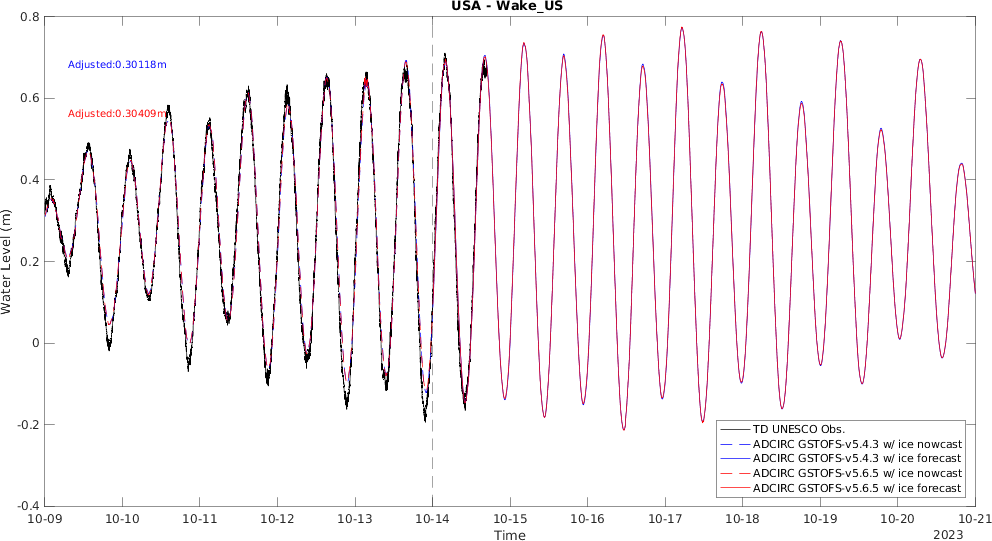 USA - Wake_US
0.8
0.6
0.4
0.2
0
-0.2
-0.4
Water Level (m)
Adjusted:0.30118m
Adjusted:0.30409m
TD UNESCO Obs.
ADCIRC GSTOFS-v5.4.3 w/ ice nowcast
ADCIRC GSTOFS-v5.4.3 w/ ice forecast
ADCIRC GSTOFS-v5.6.5 w/ ice nowcast
ADCIRC GSTOFS-v5.6.5 w/ ice forecast
10-09 10-10 10-11 10-12 10-13 10-14 10-15 10-16 10-17 10-18 10-19 10-20 10-21
Time
2023